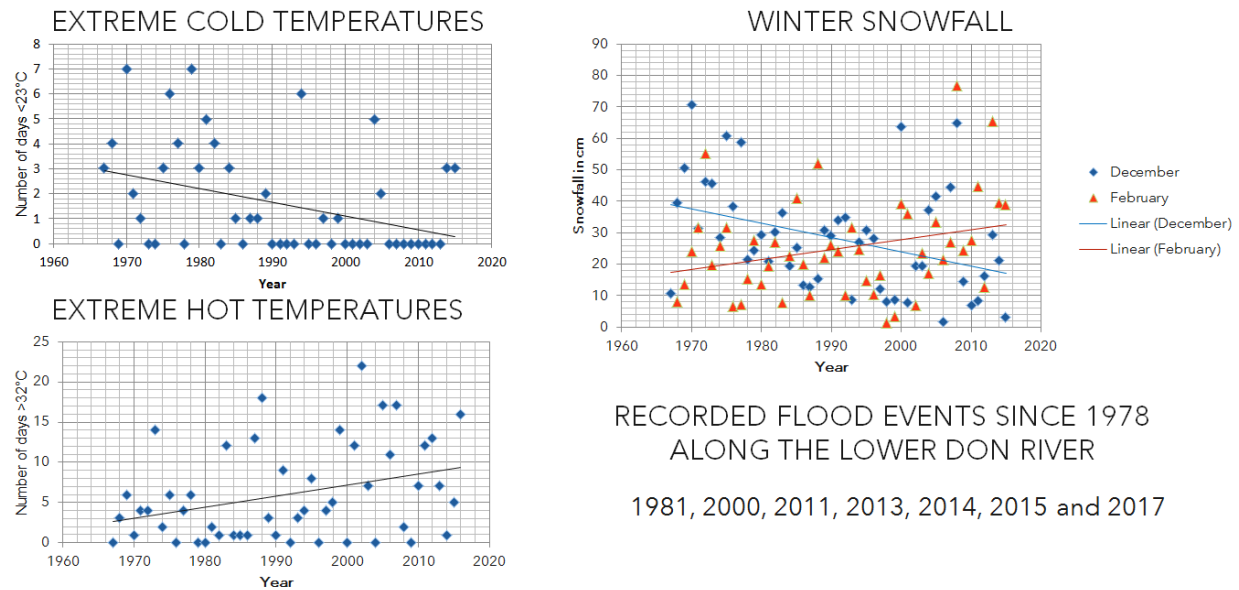 EXTREME COLD TEMPERATURES
Number of days <23°C
8
7
6
5
4
3
2
1
0
1960
1970
1980
1990
2000
2010
2020
Year
EXTREME HOT TEMPERATURES
Number of days >32°C
25
20
15
10
5
0
1960
1970
1980
1990
2000
2010
2020
Year
WINTER SNOWFALL
Snowfall in cm
90
80
70
60
50
40
30
20
10
0
1960
1970
1980
1990
2000
2010
2020
Year
December
February
Linear (December)
Linear (February)
RECORDED FLOOD EVENTS SINCE 1978
ALONG THE LOWER DON RIVER
1981, 2000, 2011, 2013, 2014, 2015 and 2017